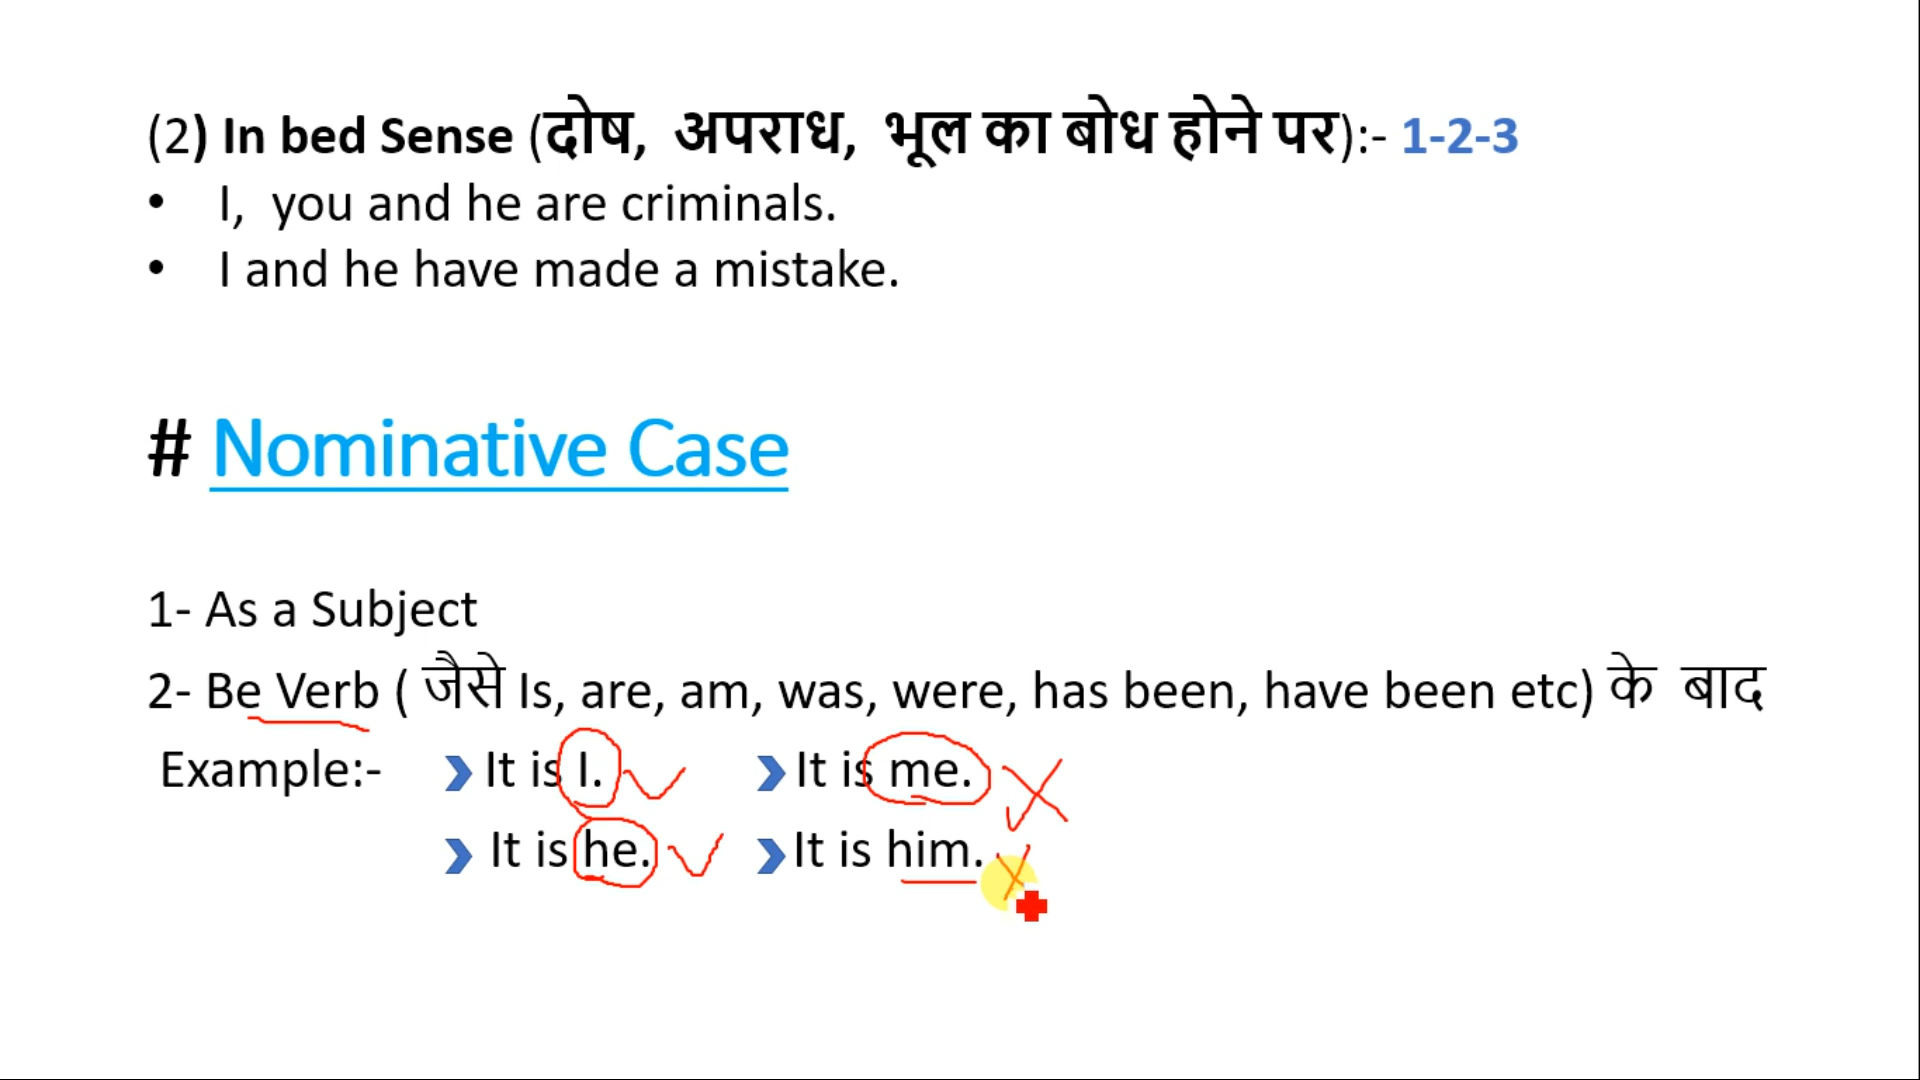 (2) In bed Sense (दोष, अपराध, भूल का बोध होने पर):- 1-2-3
• I, you and he are criminals.
• I and he have made a mistake.
# Nominative Case
1- As a Subject
2- Be Verb ( जैसे Is, are, am, was, were, has been, have been etc) के बाद
Example:- It is I. It is me.
It is he. It is him.